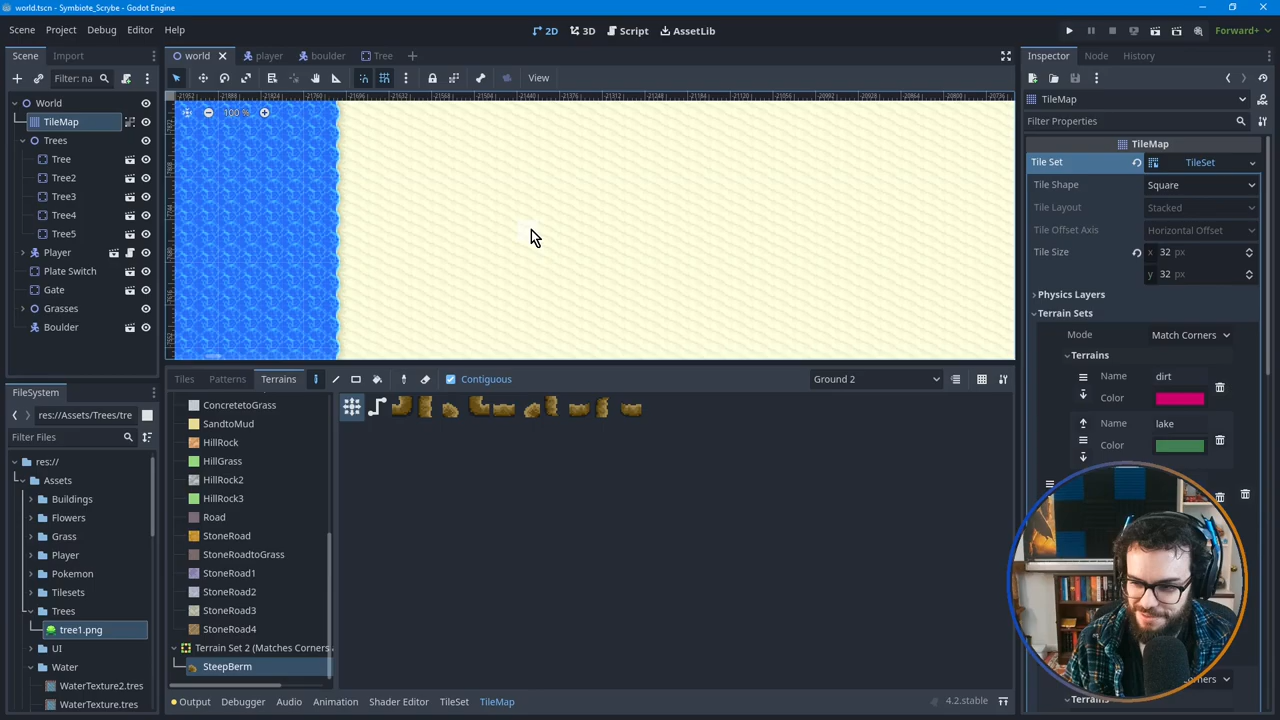 world.tscn - Symbiote_Scrybe - Godot Engine
Scene Project Debug Editor Help
2D 3D Script AssetLib
Forward+
Scene Import
world player boulder Tree
Inspector Node History
Filter: na
View
World
TileMap
Trees
Tree
Tree2
Tree3
Tree4
Tree5
Player
Plate Switch
Gate
Grasses
Boulder
100 %
TileMap
Filter Properties
TileMap
Tile Set TileSet
Tile Shape Square
Tile Layout Stacked
Tile Offset Axis Horizontal Offset
Tile Size x 32 px
y 32 px
Physics Layers
Terrain Sets
Mode Match Corners
Terrains
Name dirt
Color
Name lake
Color
Terrains
FileSystem
res://Assets/Trees/tre
Filter Files
res://
Assets
Buildings
Flowers
Grass
Player
Pokemon
Tilesets
Trees
tree1.png
UI
Water
WaterTexture2.tres
WaterTexture.tres
Tiles Patterns Terrains
Contiguous
Ground 2
ConcretetoGrass
SandtoMud
HillRock
HillGrass
HillRock2
HillRock3
Road
StoneRoad
StoneRoadtoGrass
StoneRoad1
StoneRoad2
StoneRoad3
StoneRoad4
Terrain Set 2 (Matches Corners
SteepBerm
Output Debugger Audio Animation Shader Editor TileSet TileMap
4.2.stable